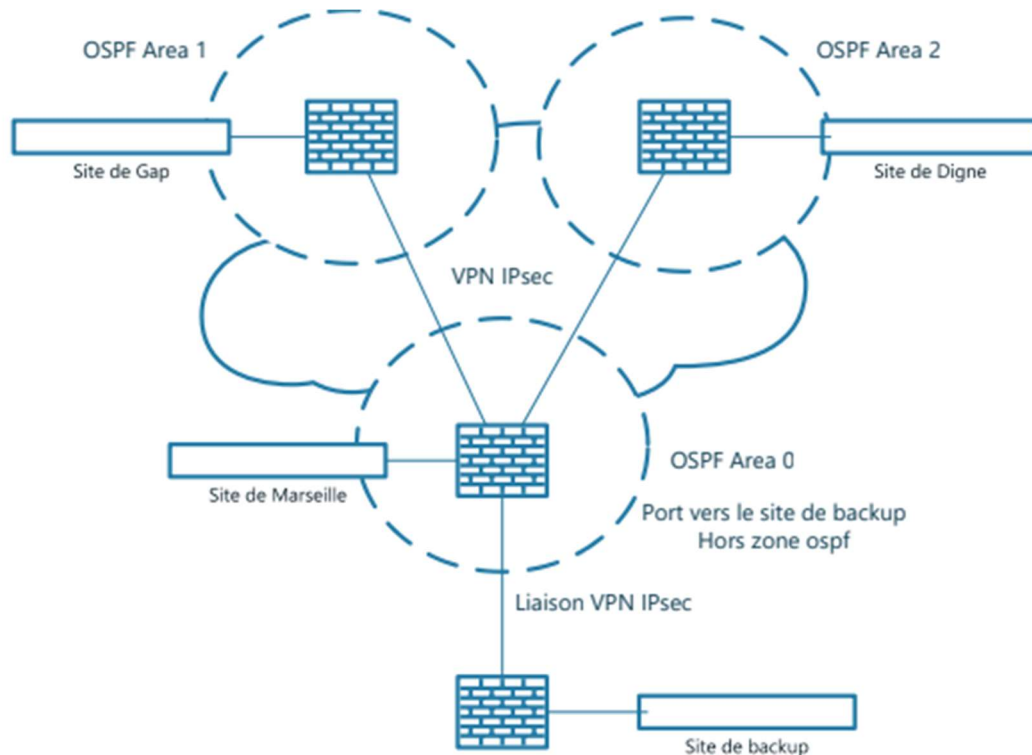 OSPF Area 1
OSPF Area 2
Site de Gap
Site de Digne
VPN IPsec
OSPF Area 0
Site de Marseille
Port vers le site de backup
Hors zone ospf
Liaison VPN IPsec
Site de backup